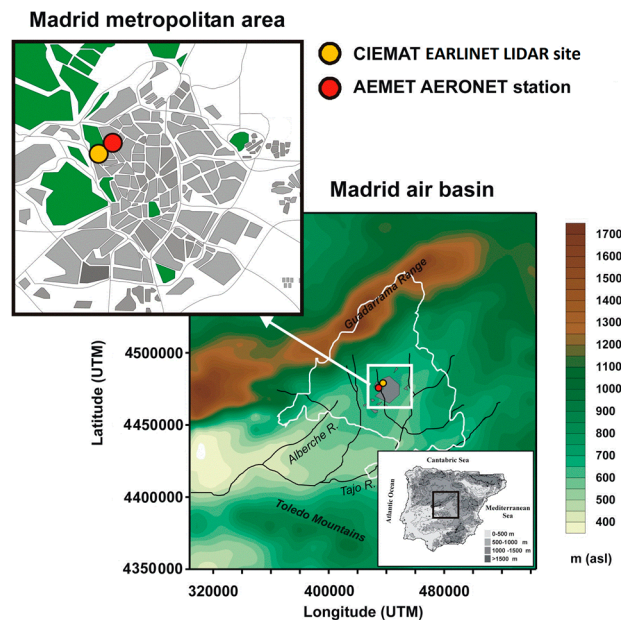 Madrid metropolitan area
CIEMAT EARLINET LIDAR site
AEMET AERONET station
Madrid air basin
Guadarrama Range
Alberche R.
Tajo R.
Toledo Mountains
Latitude (UTM)
4500000
4450000
4400000
4350000
320000
400000
480000
Longitude (UTM)
Cantabric Sea
Atlantic Ocean
Mediterranean
Sea
0-500 m
500-1000 m
1000 -1500 m
>1500 m
1700
1600
1500
1400
1300
1200
1100
1000
900
800
700
600
500
400
m (asl)